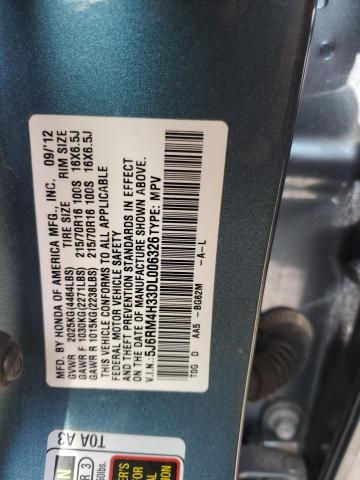 MFD. BY HONDA OF AMERICA MFG., INC. 09/'12
TIRE SIZE RIM SIZE
GVWR 2025KG(4464LBS)
GAWR F 1030KG(2271LBS) 215/70R16 100S 16X6.5J
GAWR R 1015KG(2238LBS) 215/70R16 100S 16X6.5J
THIS VEHICLE CONFORMS TO ALL APPLICABLE
FEDERAL MOTOR VEHICLE SAFETY
AND THEFT PREVENTION STANDARDS IN EFFECT
ON THE DATE OF MANUFACTURE SHOWN ABOVE.
V.I.N.: 5J6RM4H33DL006326 TYPE: MPV
T0G D AA5 -BG62M -A-L
T0A A3
R 3